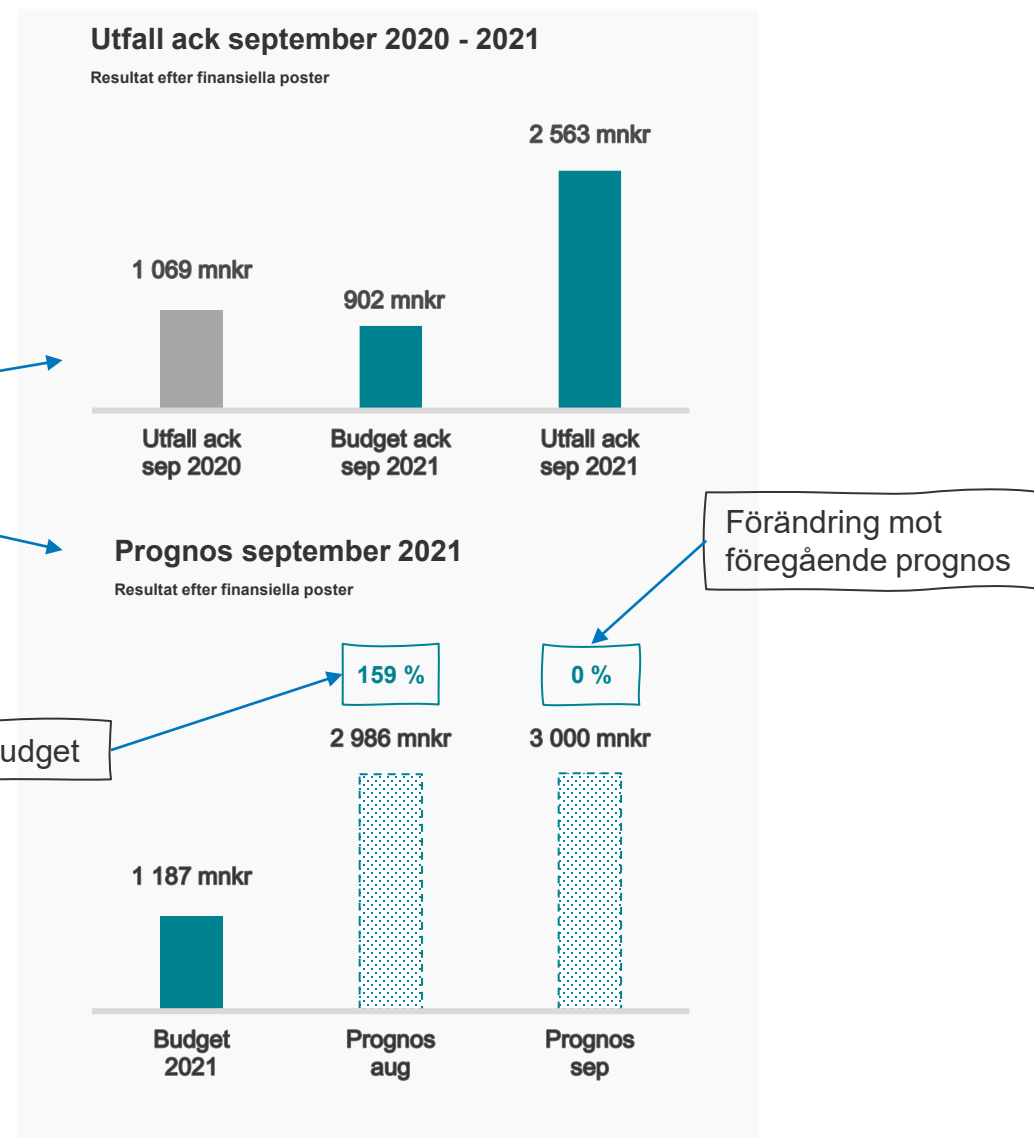 Utfall ack september 2020 - 2021
Resultat efter finansiella poster
2 563 mnkr
1 069 mnkr
902 mnkr
Utfall ack
sep 2020
Budget ack
sep 2021
Utfall ack
sep 2021
Förändring mot
föregående prognos
Prognos september 2021
Resultat efter finansiella poster
159 %
0 %
udget
2 986 mnkr
3 000 mnkr
1 187 mnkr
Budget
2021
Prognos
aug
Prognos
sep